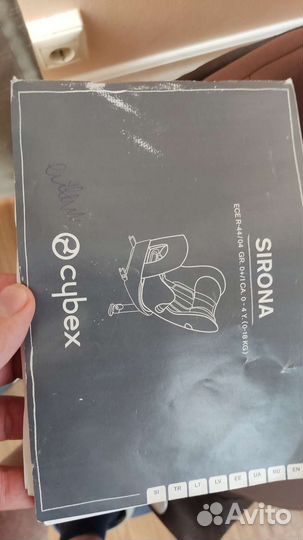 SIRONA
ECE R-44/04 GR. 0+/1 CA. 0 - 4 Y. (0-18 KG)
cybex
SI TR LT LV EE UA RU EN
Avito